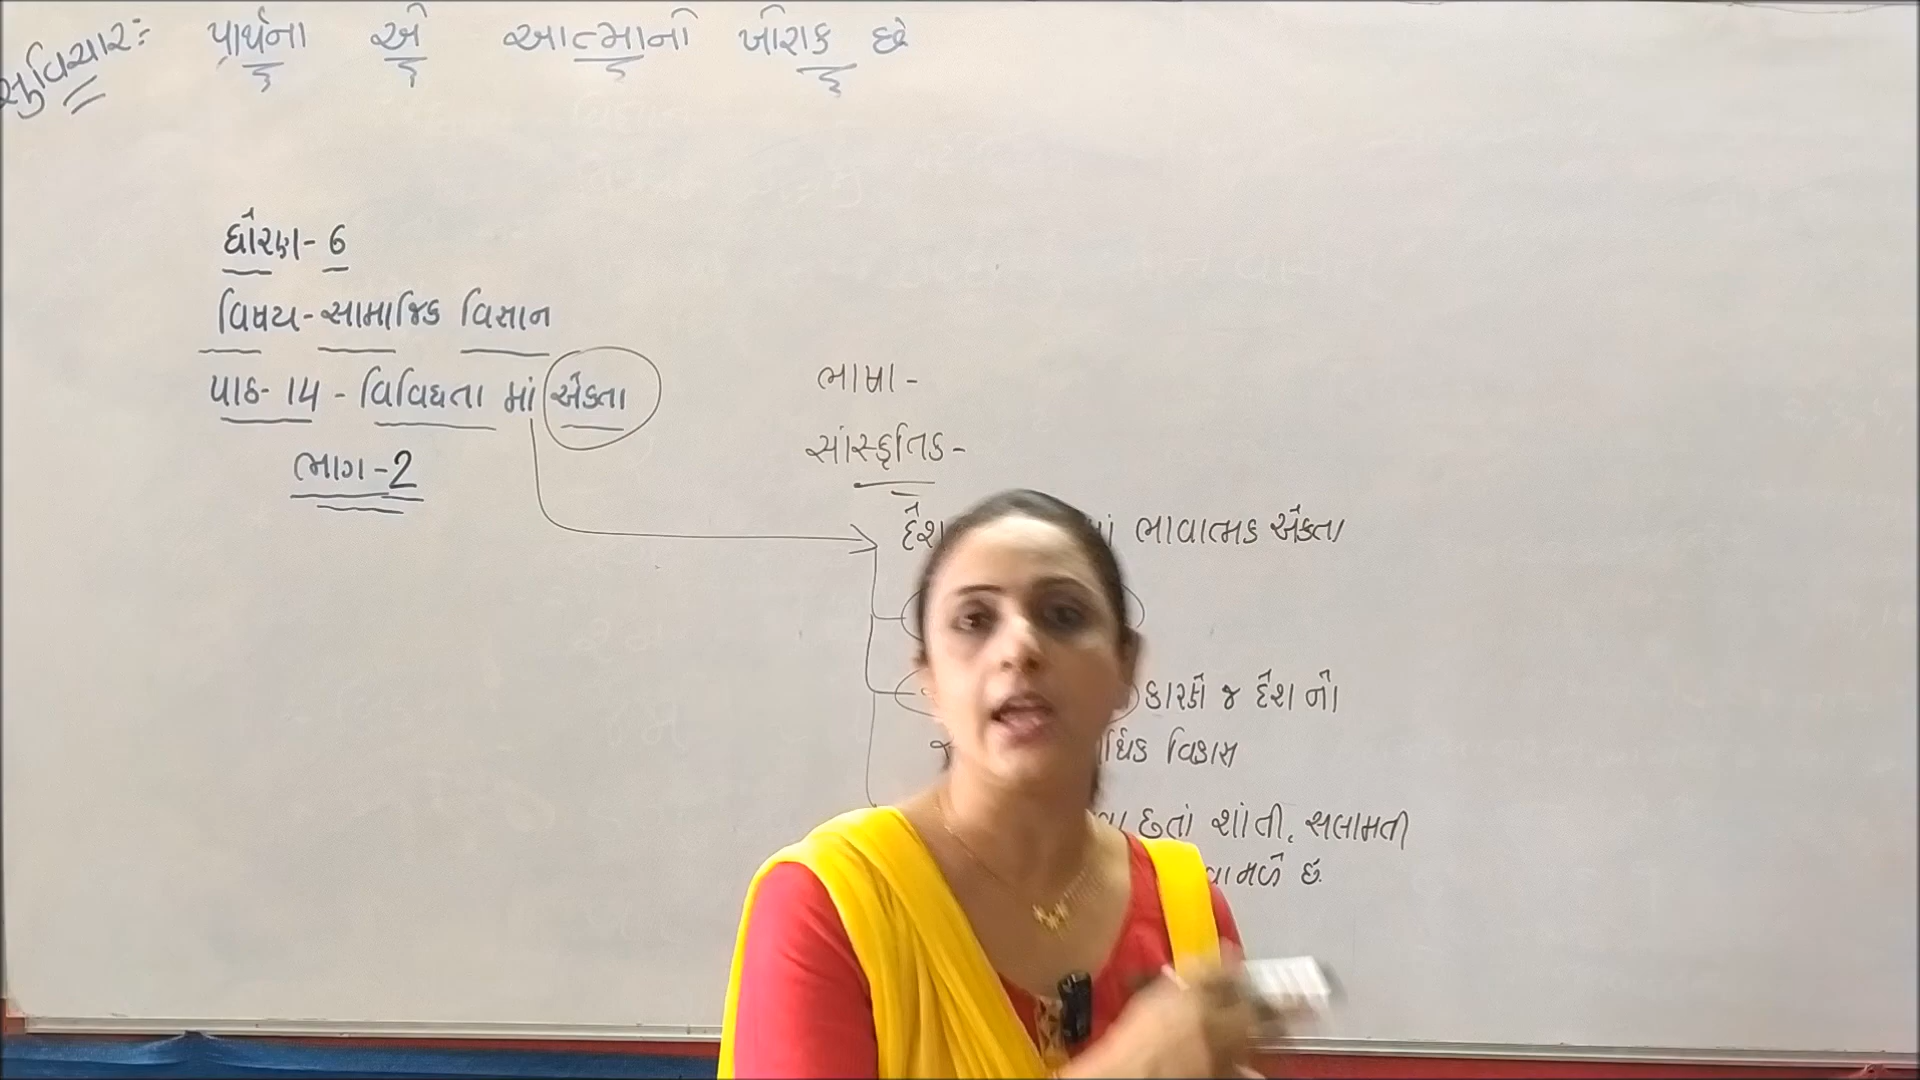 સુવિચાર:- પ્રાર્થના એ આત્માનો ખોરાક છે
ધોરણ-6
વિષય-સામાજિક વિજ્ઞાન
પાઠ-14 - વિવિધતા માં એકતા
ભાગ-2
ભાષા-
સાંસ્કૃતિક-
ભાવાત્મક એકતા
કારણે જ દેશ નો
વિકાસ
છતાં શાંતી, સલામતી
છે.